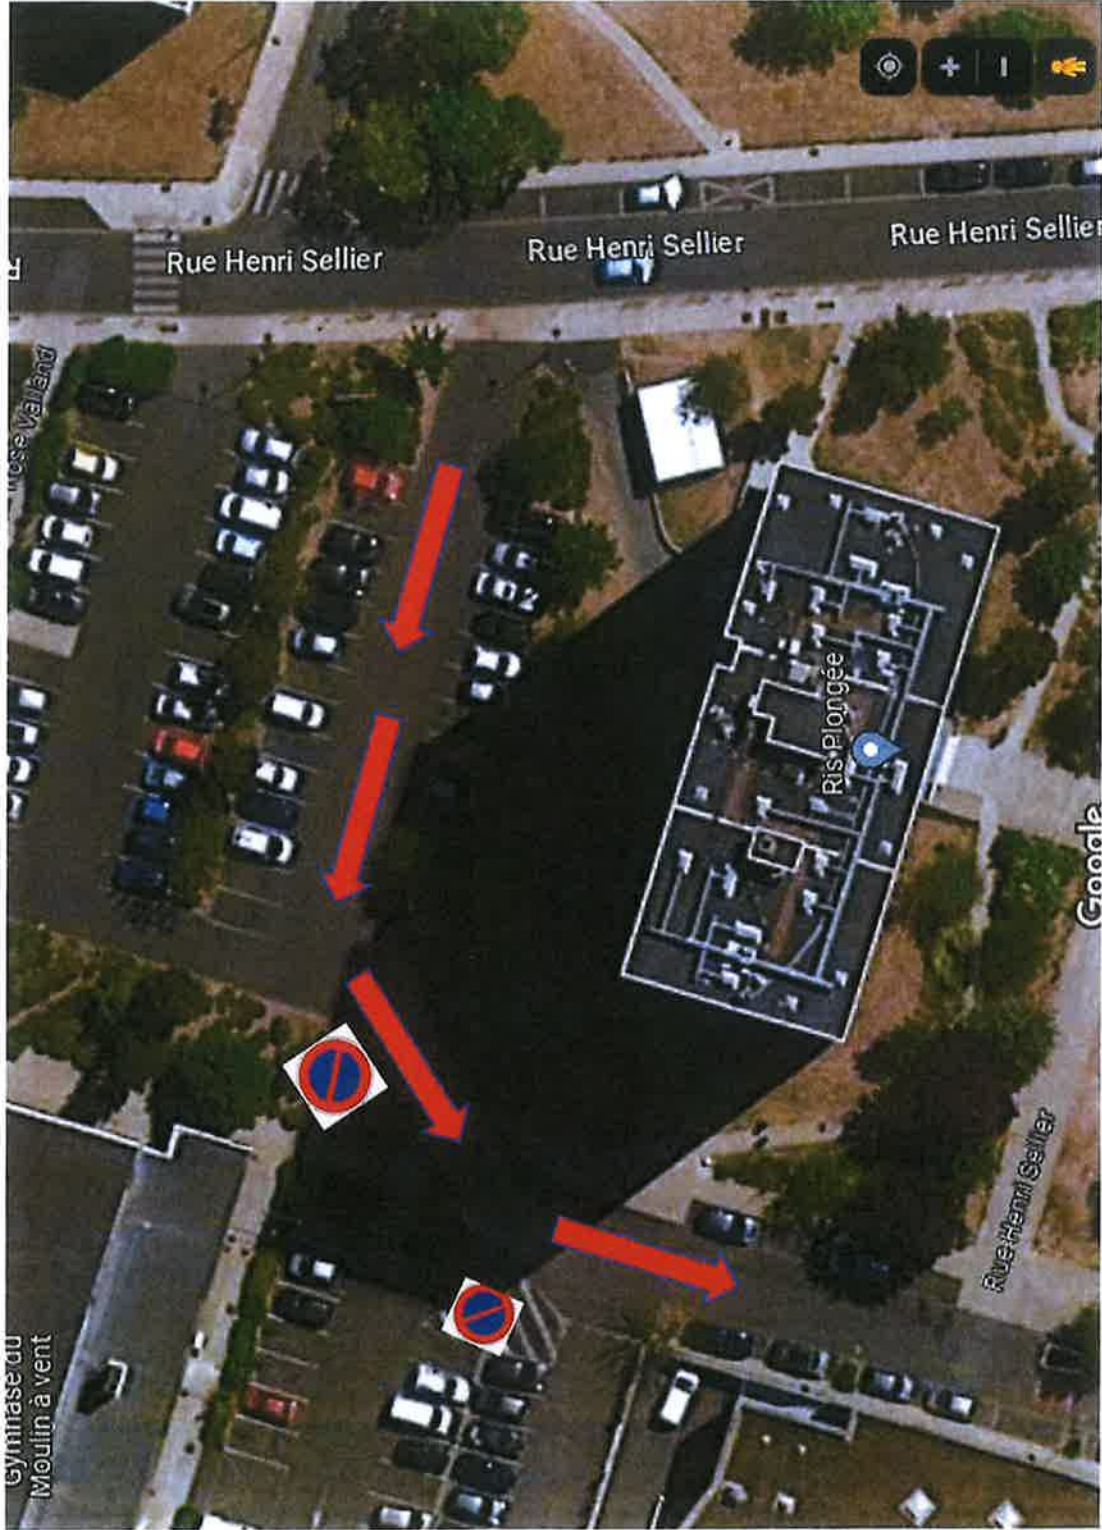 Rue Henri Sellier
Rue Henri Sellier
Rue Henri Sellier
Rose Valland
Ris Plongée
Gymnase du
Moulin à vent
Rue Henri Sellier
Google